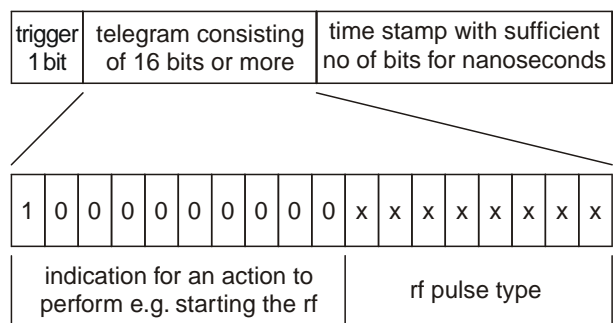 trigger
1 bit
telegram consisting
of 16 bits or more
time stamp with sufficient
no of bits for nanoseconds
1 0 0 0 0 0 0 0 0 0 x x x x x x x x
indication for an action to
perform e.g. starting the rf
rf pulse type